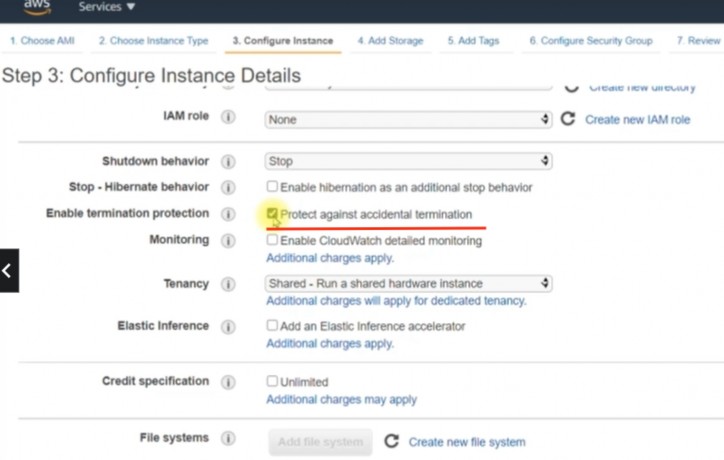 aws
Services
1. Choose AMI 2. Choose Instance Type 3. Configure Instance 4. Add Storage 5. Add Tags 6. Configure Security Group 7. Review
Step 3: Configure Instance Details
Create new directory
IAM role None Create new IAM role
Shutdown behavior Stop
Stop - Hibernate behavior Enable hibernation as an additional stop behavior
Enable termination protection Protect against accidental termination
Monitoring Enable CloudWatch detailed monitoring
Additional charges apply.
Tenancy Shared - Run a shared hardware instance
Additional charges will apply for dedicated tenancy.
Elastic Inference Add an Elastic Inference accelerator
Additional charges apply.
Credit specification Unlimited
Additional charges may apply
File systems Add file system Create new file system